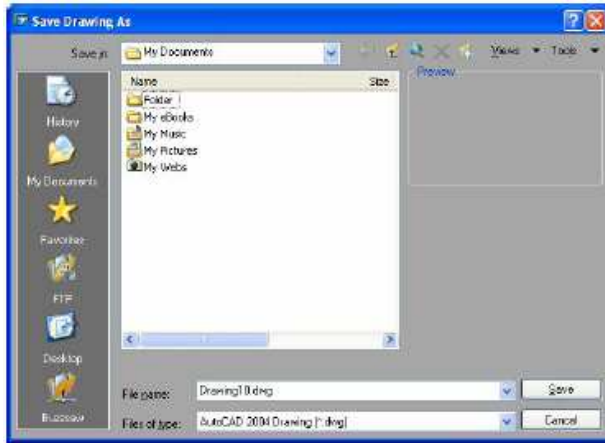 Save Drawing As
Save in
My Documents
Views
Tools
History
My Documents
Favorites
FTP
Desktop
Buzzsaw
Name
Size
Folder 1
My eBooks
My Music
My Pictures
My Webs
Preview
File name:
Drawing10.dwg
Save
Files of type:
AutoCAD 2004 Drawing (*.dwg)
Cancel